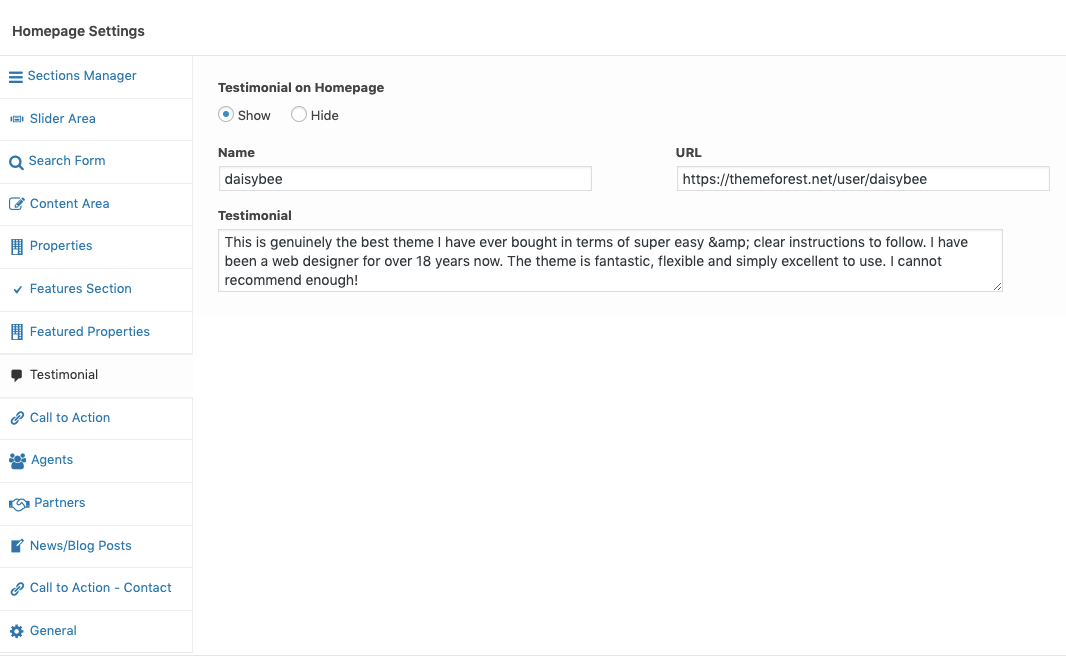 Homepage Settings
Sections Manager
Slider Area
Search Form
Content Area
Properties
Features Section
Featured Properties
Testimonial
Call to Action
Agents
Partners
News/Blog Posts
Call to Action - Contact
General
Testimonial on Homepage
Show Hide
Name
daisybee
URL
https://themeforest.net/user/daisybee
Testimonial
This is genuinely the best theme I have ever bought in terms of super easy &amp; clear instructions to follow. I have
been a web designer for over 18 years now. The theme is fantastic, flexible and simply excellent to use. I cannot
recommend enough!